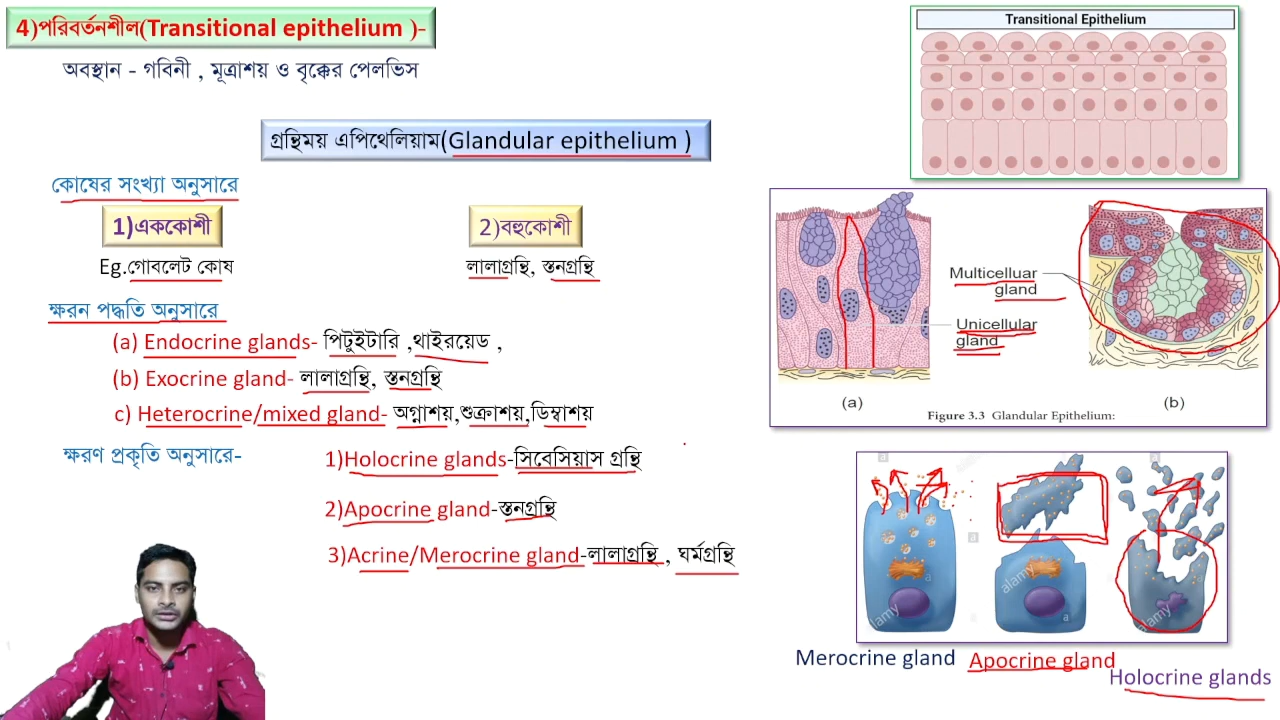 4)পরিবর্তনশীল(Transitional epithelium )-
অবস্থান - গবিনী , মূত্রাশয় ও বৃক্কের পেলভিস
গ্রন্থিময় এপিথেলিয়াম(Glandular epithelium )
কোষের সংখ্যা অনুসারে
1)এককোশী
2)বহুকোশী
Eg.গোবলেট কোষ
লালাগ্রন্থি, স্তনগ্রন্থি
ক্ষরন পদ্ধতি অনুসারে
(a) Endocrine glands- পিটুইটারি ,থাইরয়েড ,
(b) Exocrine gland- লালাগ্রন্থি, স্তনগ্রন্থি
c) Heterocrine/mixed gland- অগ্নাশয়,শুক্রাশয়,ডিম্বাশয়
ক্ষরণ প্রকৃতি অনুসারে-
1)Holocrine glands-সিবেসিয়াস গ্রন্থি
2)Apocrine gland-স্তনগ্রন্থি
3)Acrine/Merocrine gland-লালাগ্রন্থি , ঘর্মগ্রন্থি
Transitional Epithelium
Multicelluar
gland
Unicellular
gland
(a)
(b)
Figure 3.3 Glandular Epithelium:
alamy
alamy
alamy
Merocrine gland
Apocrine gland
Holocrine glands